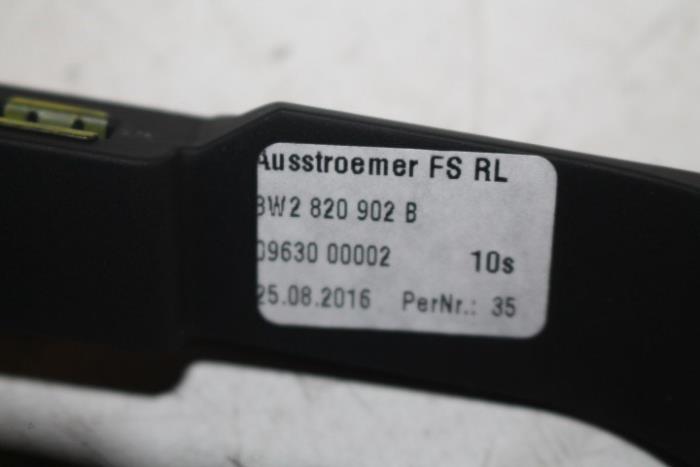 Ausstroemer FS RL
8W2 820 902 B
09630 00002 10s
25.08.2016 PerNr.: 35